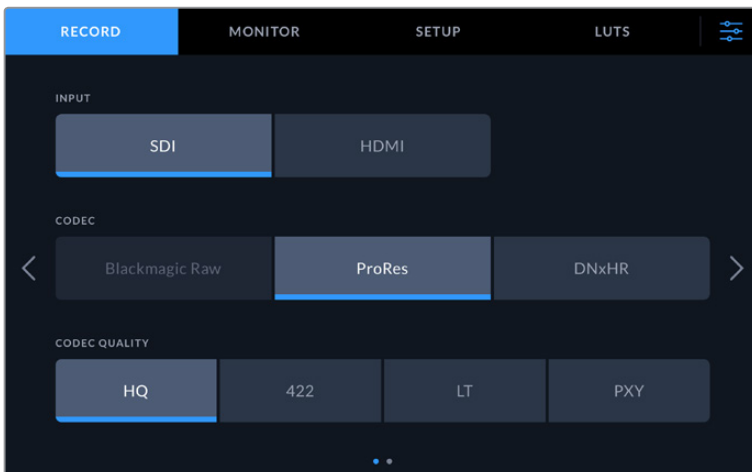 RECORD MONITOR SETUP LUTS
INPUT
SDI HDMI
CODEC
Blackmagic Raw ProRes DNxHR
CODEC QUALITY
HQ 422 LT PXY